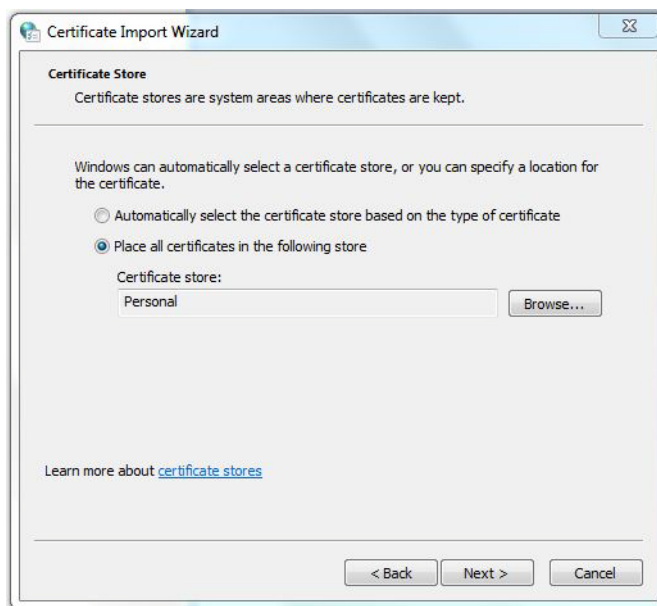 Certificate Import Wizard
Certificate Store
Certificate stores are system areas where certificates are kept.
Windows can automatically select a certificate store, or you can specify a location for
the certificate.
Automatically select the certificate store based on the type of certificate
Place all certificates in the following store
Certificate store:
Personal
Browse...
Learn more about certificate stores
< Back
Next >
Cancel